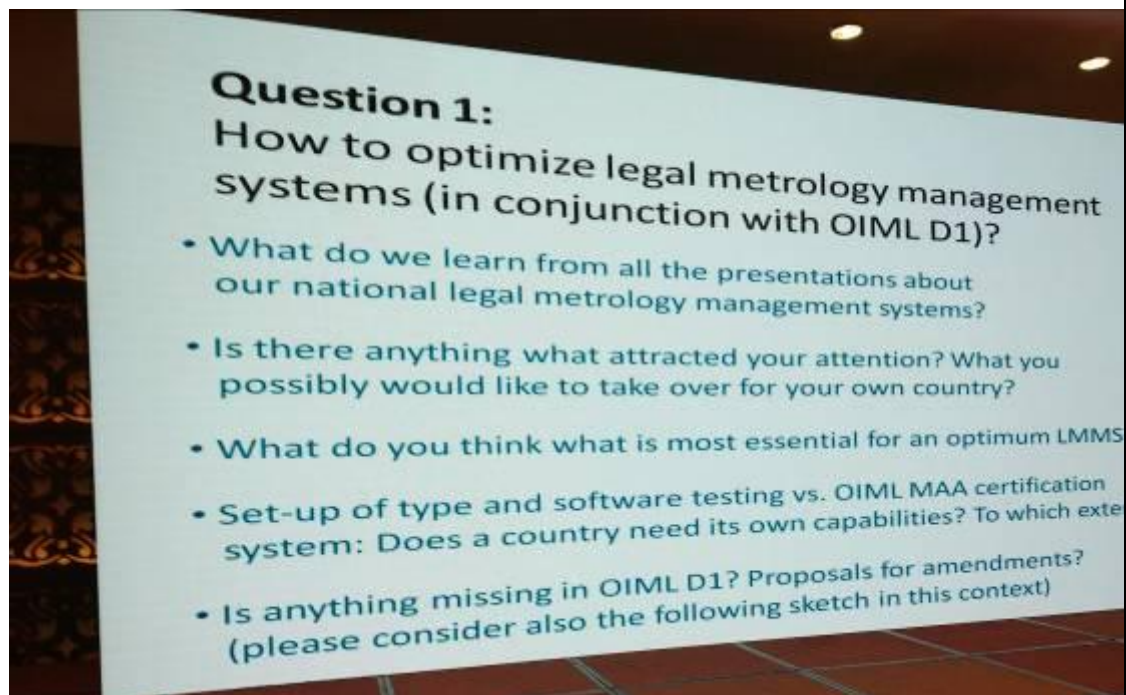 Question 1:
How to optimize legal metrology management
systems (in conjunction with OIML D1)?
• What do we learn from all the presentations about
our national legal metrology management systems?
• Is there anything what attracted your attention? What you
possibly would like to take over for your own country?
• What do you think what is most essential for an optimum LMMS
• Set-up of type and software testing vs. OIML MAA certification
system: Does a country need its own capabilities? To which
• Is anything missing in OIML D1? Proposals for amendments?
(please consider also the following sketch in this context)